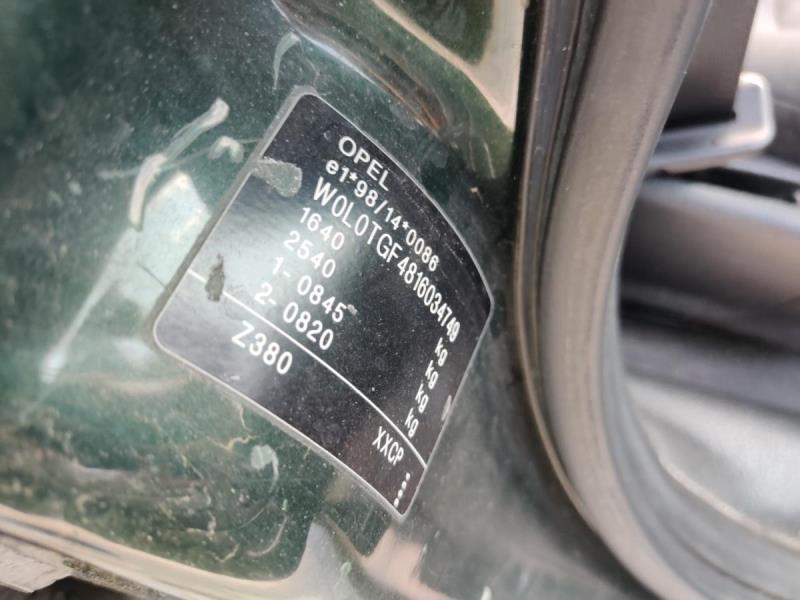 OPEL
e1*98/14*0086
W0L0TGF4816034749
1640 kg
2540 kg
1- 0845 kg
2- 0820 kg
Z380 XXCP